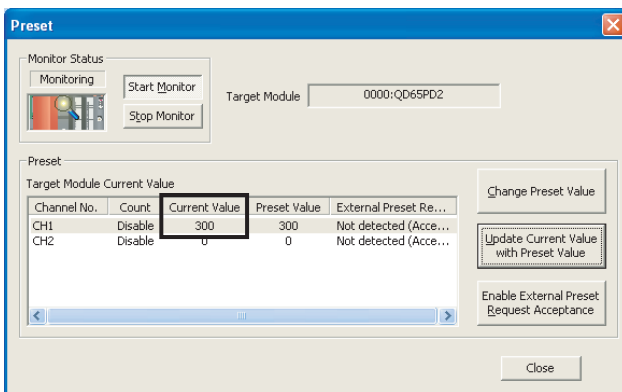 Preset
Monitor Status
Monitoring
Start Monitor
Stop Monitor
Target Module
0000:QD65PD2
Preset
Target Module Current Value
Channel No. Count Current Value Preset Value External Preset Re...
CH1 Disable 300 300 Not detected (Acce...
CH2 Disable 0 0 Not detected (Acce...
Change Preset Value
Update Current Value
with Preset Value
Enable External Preset
Request Acceptance
Close